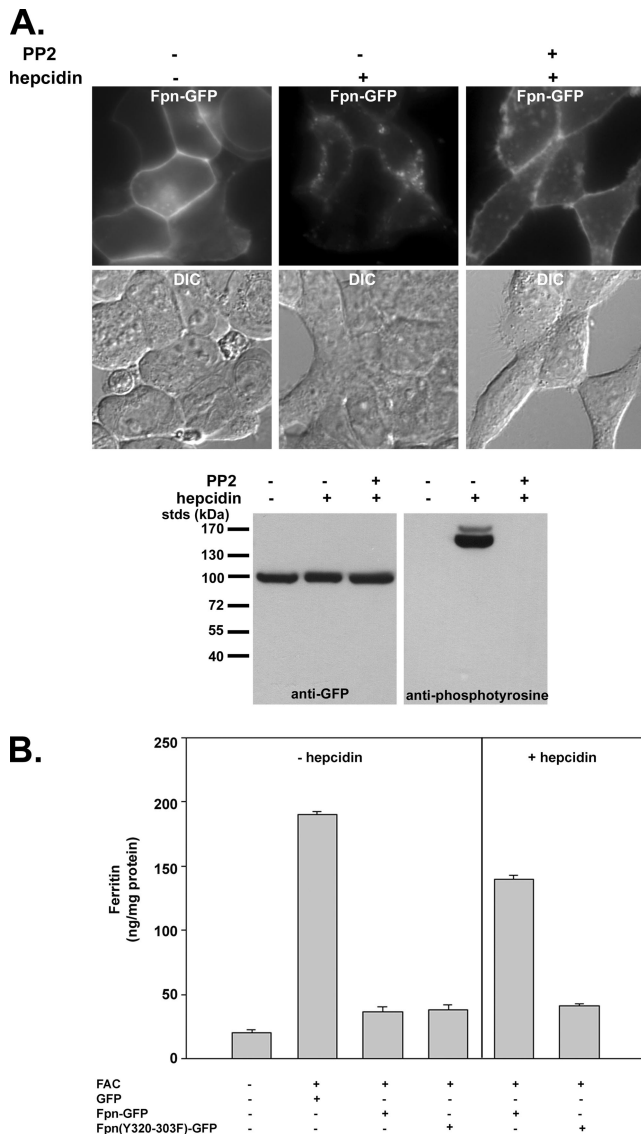 A.
PP2 - - +
hepcidin - + +
Fpn-GFP Fpn-GFP Fpn-GFP
DIC DIC DIC
PP2 - - + - - +
hepcidin - + + - + +
stds (kDa)
170
130
100
72
55
40
anti-GFP anti-phosphotyrosine
B.
250
- hepcidin + hepcidin
200
150
100
50
0
Ferritin
(ng/mg protein)
FAC - + + + + +
GFP - + - - - -
Fpn-GFP - - + - + -
Fpn(Y320-303F)-GFP - - - + - +